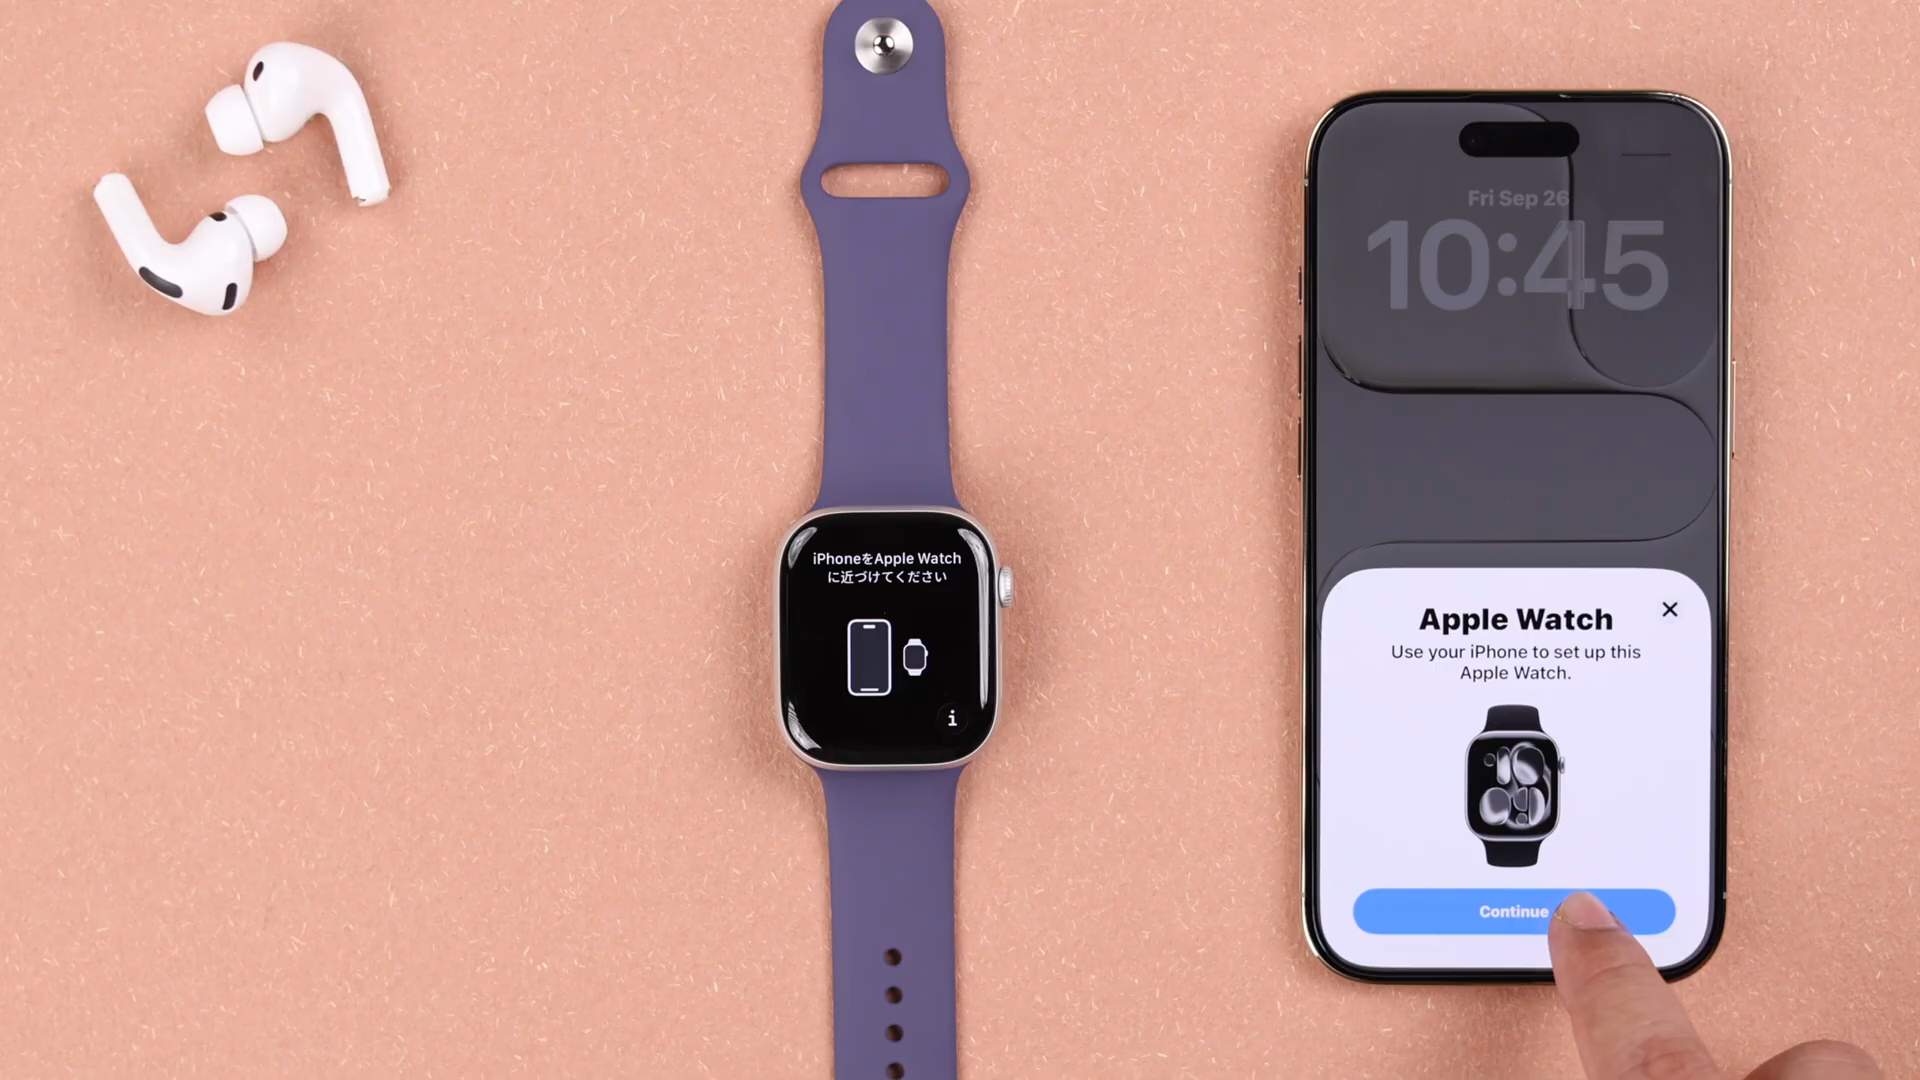 iPhoneをApple Watch
に近づけてください
i
Fri Sep 26
10:45
Apple Watch
Use your iPhone to set up this
Apple Watch.
Continue